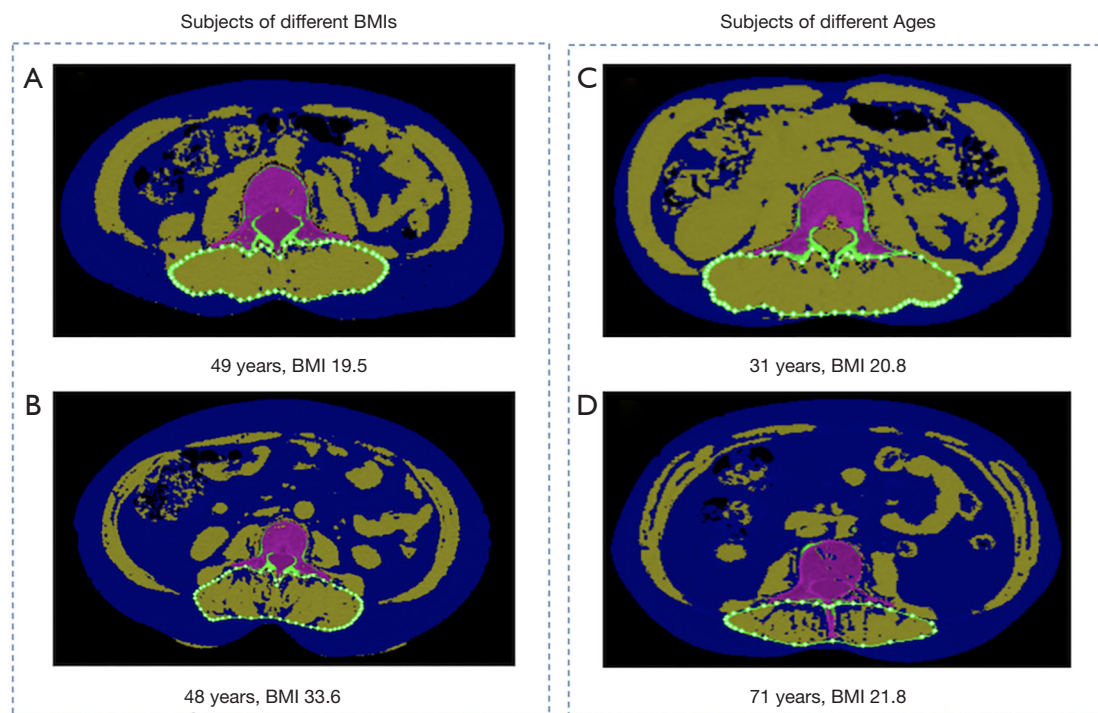 Subjects of different BMIs
Subjects of different Ages
A
C
49 years, BMI 19.5
31 years, BMI 20.8
B
D
48 years, BMI 33.6
71 years, BMI 21.8